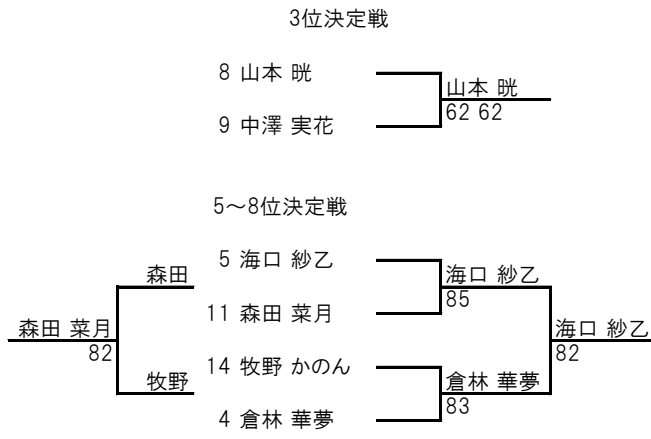 3位決定戦
8 山本 晄
山本 晄
62 62
9 中澤 実花
5～8位決定戦
5 海口 紗乙
森田
海口 紗乙
85
11 森田 菜月
森田 菜月
82
海口 紗乙
82
14 牧野 かのん
牧野
倉林 華夢
83
4 倉林 華夢